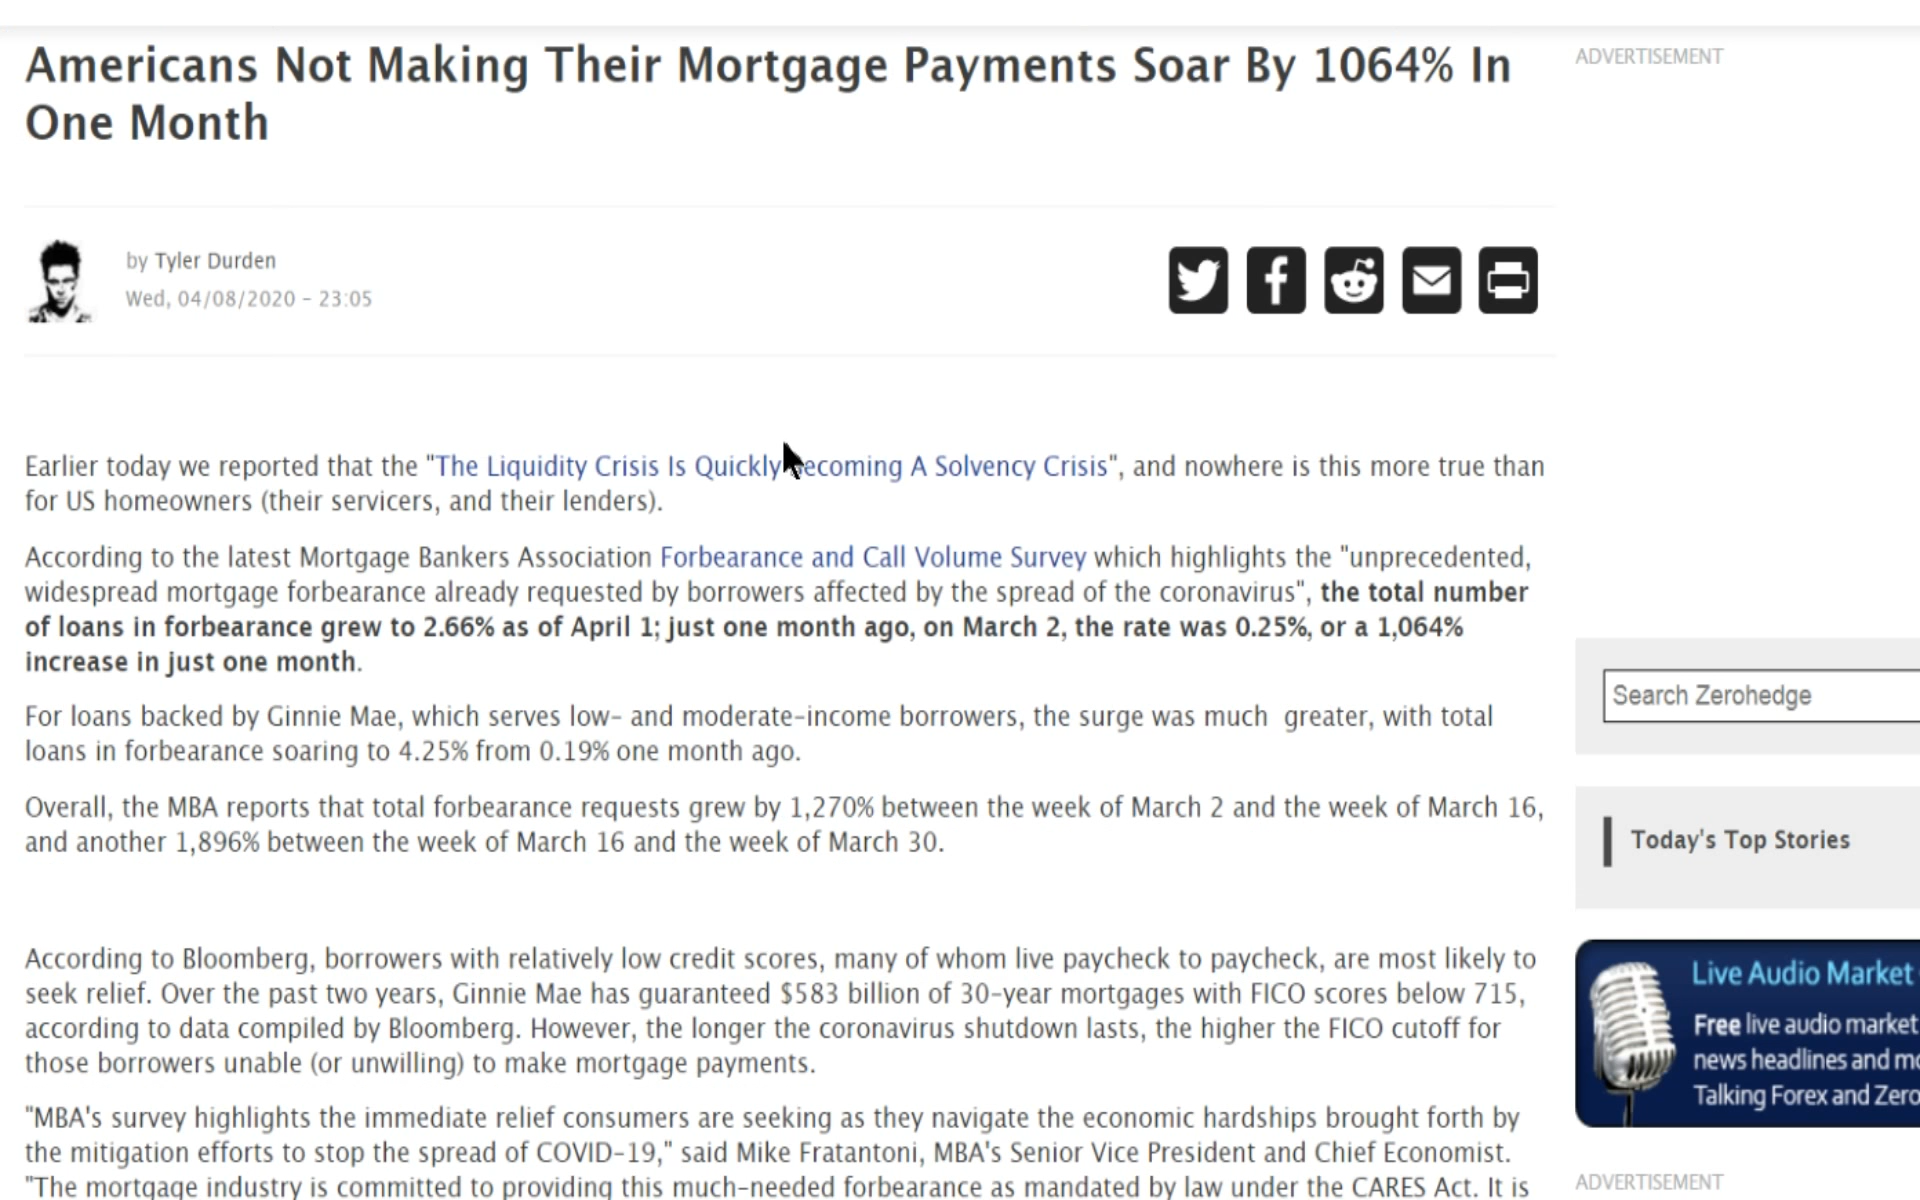 Americans Not Making Their Mortgage Payments Soar By 1064% In
One Month
ADVERTISEMENT
by Tyler Durden
Wed, 04/08/2020 - 23:05
Earlier today we reported that the "The Liquidity Crisis Is Quickly ecoming A Solvency Crisis", and nowhere is this more true than
for US homeowners (their servicers, and their lenders).
According to the latest Mortgage Bankers Association Forbearance and Call Volume Survey which highlights the "unprecedented,
widespread mortgage forbearance already requested by borrowers affected by the spread of the coronavirus", the total number
of loans in forbearance grew to 2.66% as of April 1; just one month ago, on March 2, the rate was 0.25%, or a 1,064%
increase in just one month.
For loans backed by Ginnie Mae, which serves low- and moderate-income borrowers, the surge was much  greater, with total
loans in forbearance soaring to 4.25% from 0.19% one month ago.
Overall, the MBA reports that total forbearance requests grew by 1,270% between the week of March 2 and the week of March 16,
and another 1,896% between the week of March 16 and the week of March 30.
According to Bloomberg, borrowers with relatively low credit scores, many of whom live paycheck to paycheck, are most likely to
seek relief. Over the past two years, Ginnie Mae has guaranteed $583 billion of 30-year mortgages with FICO scores below 715,
according to data compiled by Bloomberg. However, the longer the coronavirus shutdown lasts, the higher the FICO cutoff for
those borrowers unable (or unwilling) to make mortgage payments.
"MBA's survey highlights the immediate relief consumers are seeking as they navigate the economic hardships brought forth by
the mitigation efforts to stop the spread of COVID-19," said Mike Fratantoni, MBA's Senior Vice President and Chief Economist.
"The mortgage industry is committed to providing this much-needed forbearance as mandated by law under the CARES Act. It is
Search Zerohedge
Today's Top Stories
Live Audio Market
Free live audio market
news headlines and mo
Talking Forex and Zero
ADVERTISEMENT